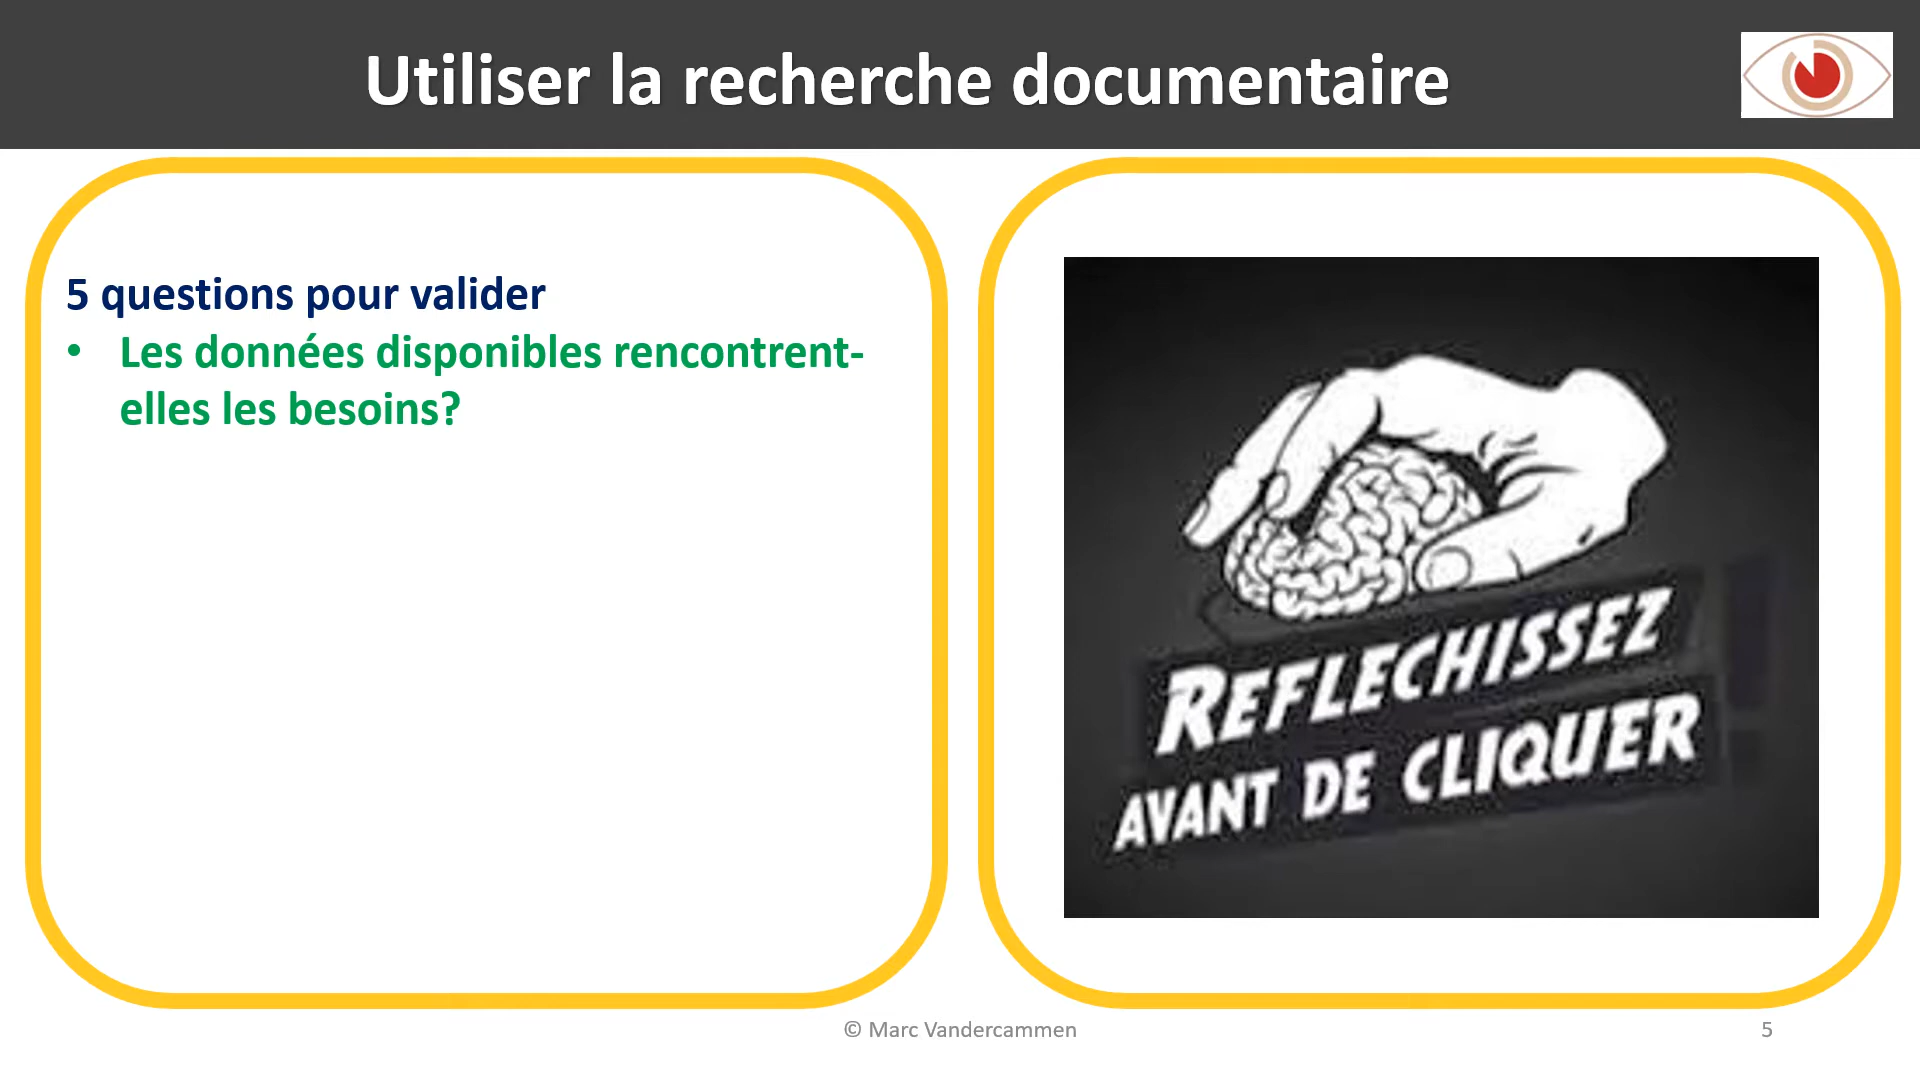 Utiliser la recherche documentaire
5 questions pour valider
• Les données disponibles rencontrent-
elles les besoins?
REFLECHISSEZ
AVANT DE CLIQUER
© Marc Vandercammen
5